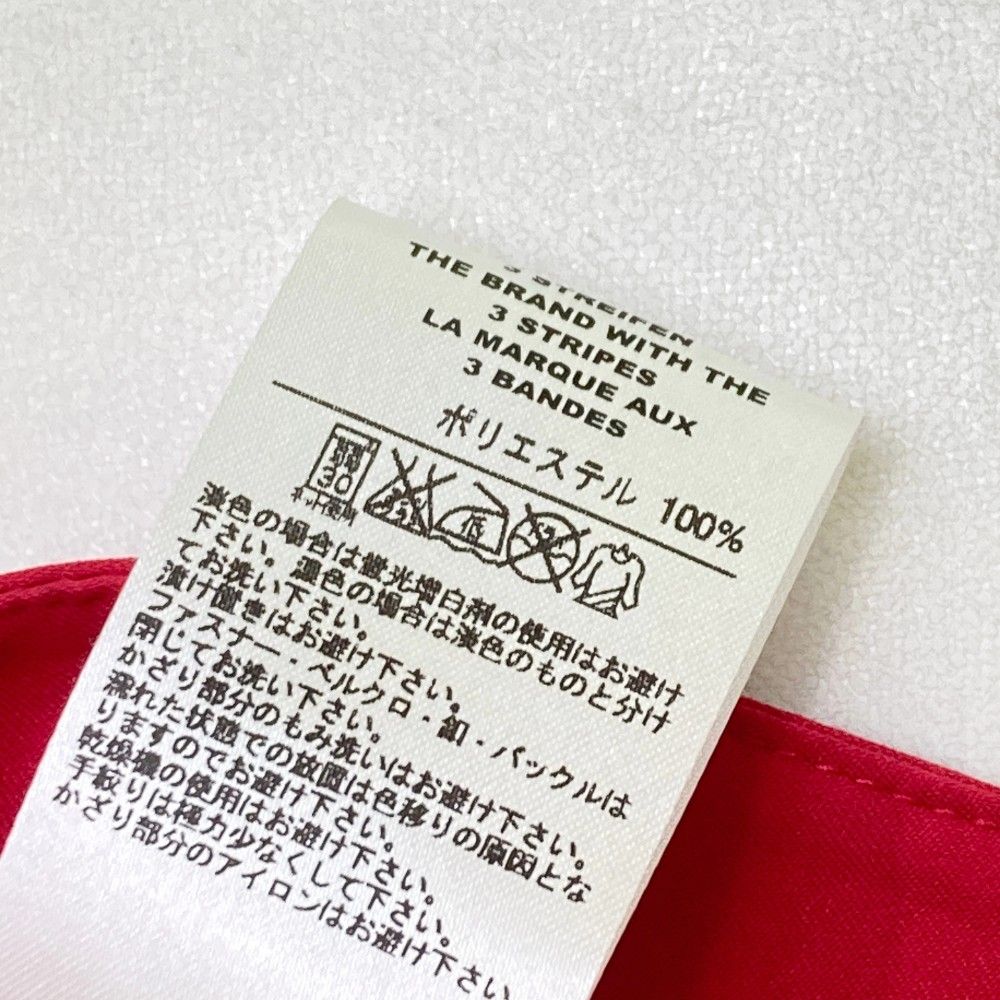 3 STREIFEN
THE BRAND WITH THE
3 STRIPES
LA MARQUE AUX
3 BANDES
ポリエステル 100%
30
低
ネット使用
淡色の場合は蛍光増白剤の使用はお避け
下さい。濃色の場合は淡色のものと分け
てお洗い下さい。
漬け置きはお避け下さい。
ファスナー・ベルクロ・釦・バックルは
閉じてお洗い下さい。
かざり部分のもみ洗いはお避け下さい。
濡れた状態での放置は色移りの原因とな
りますのでお避け下さい。
乾燥機の使用はお避け下さい。
手絞りは極力少なくして下さい。
かざり部分のアイロンはお避け下さい